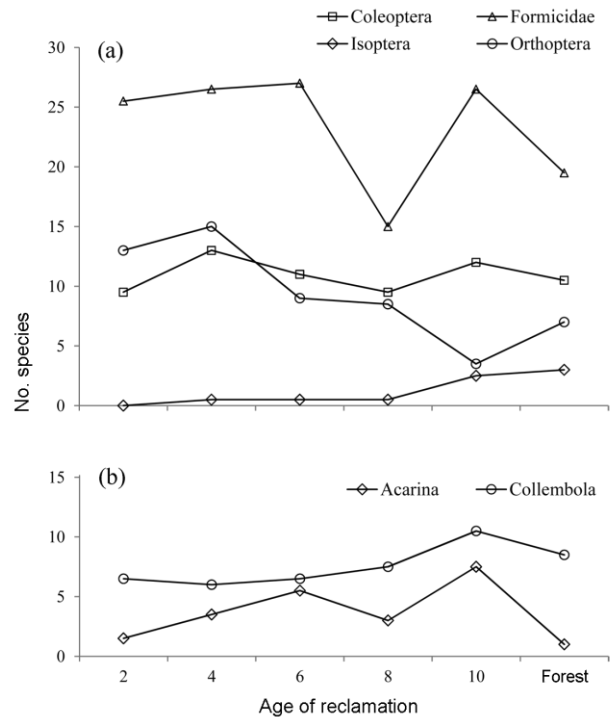 (a)
Coleoptera Formicidae
Isoptera Orthoptera
30
25
20
15
10
5
0
No. species
(b)
Acarina Collembola
15
10
5
0
2 4 6 8 10 Forest
Age of reclamation